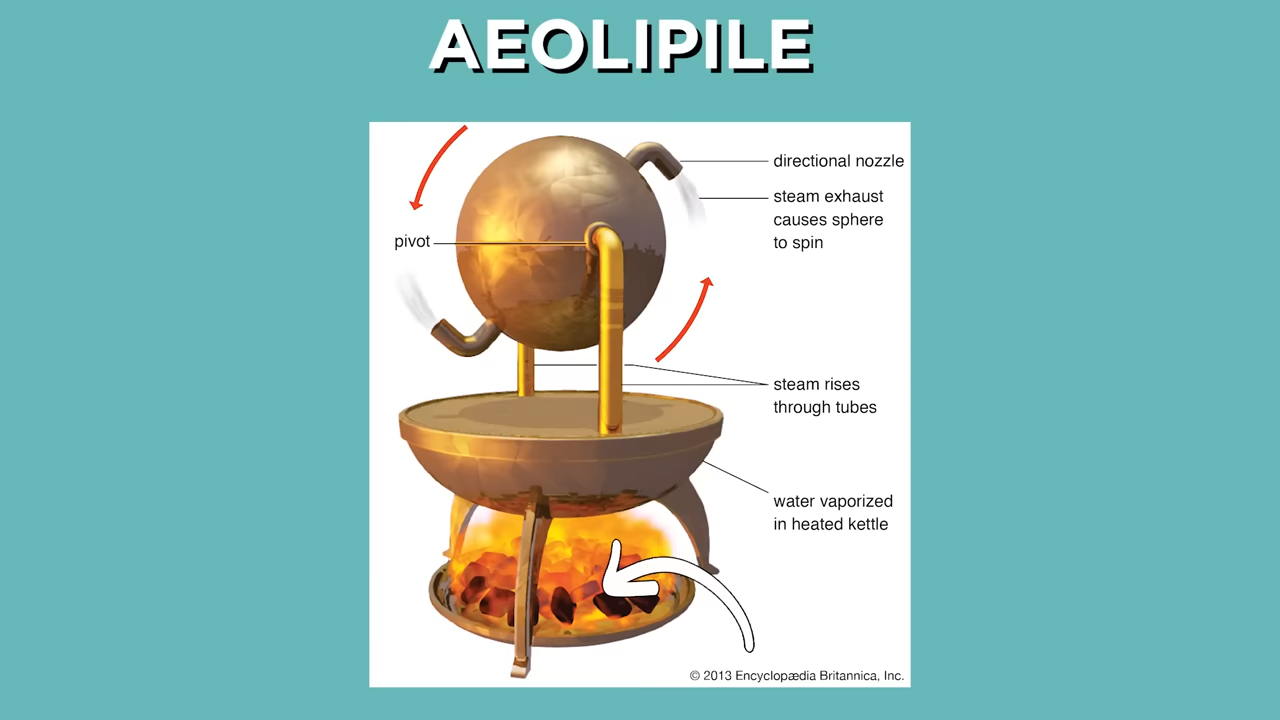 AEOLIPILE
directional nozzle
steam exhaust
causes sphere
to spin
pivot
steam rises
through tubes
water vaporized
in heated kettle
© 2013 Encyclopædia Britannica, Inc.